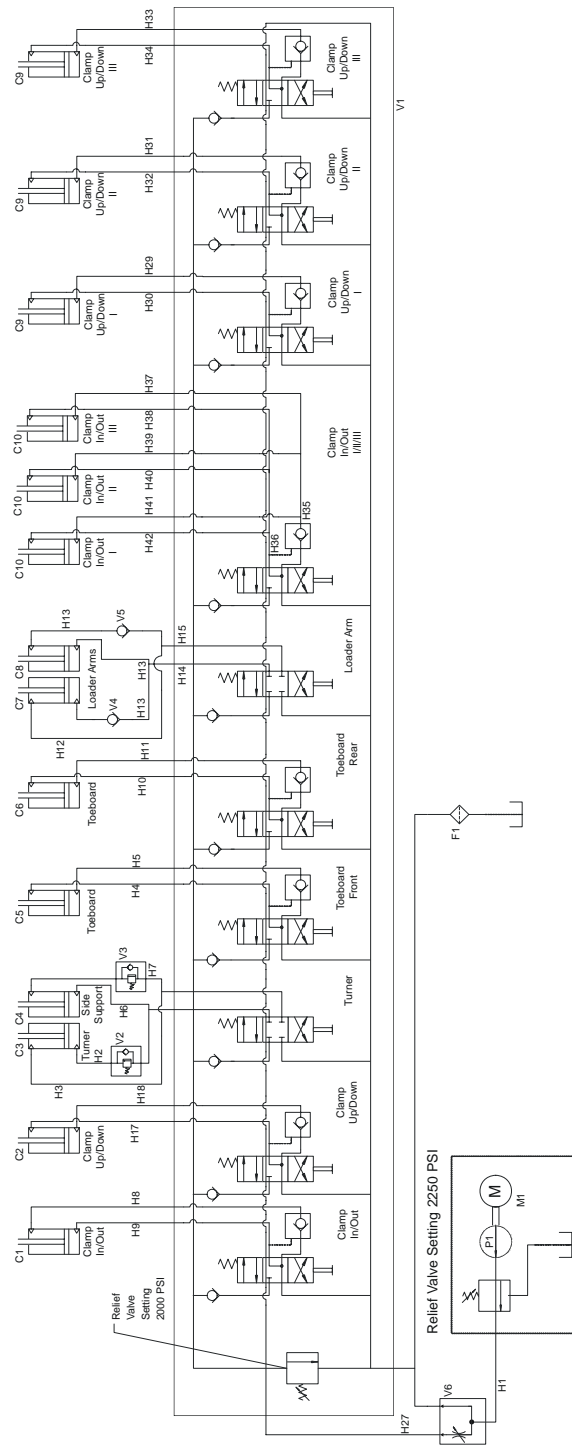 C1
Clamp
In/Out
C2
Clamp
Up/Down
C3
Turner
C4
Side
Support
C5
Toeboard
C6
Toeboard
C7
C8
Loader Arms
C10
Clamp
In/Out
I
C10
Clamp
In/Out
II
C10
Clamp
In/Out
III
C9
Clamp
Up/Down
I
C9
Clamp
Up/Down
II
C9
Clamp
Up/Down
III
H9
H8
H17
H3
H18
H2
V2
H6
V3
H7
H4
H5
H10
H11
H12
V4
H13
H13
H13
V5
H14
H15
H42
H41
H40
H39
H38
H37
H36
H35
H30
H29
H32
H31
H34
H33
Relief
Valve
Setting
2000 PSI
Clamp
In/Out
Clamp
Up/Down
Turner
Toeboard
Front
Toeboard
Rear
Loader Arm
Clamp
In/Out
I/II/III
Clamp
Up/Down
I
Clamp
Up/Down
II
Clamp
Up/Down
III
V1
H27
V6
H1
Relief Valve Setting 2250 PSI
P1
M
M1
F1